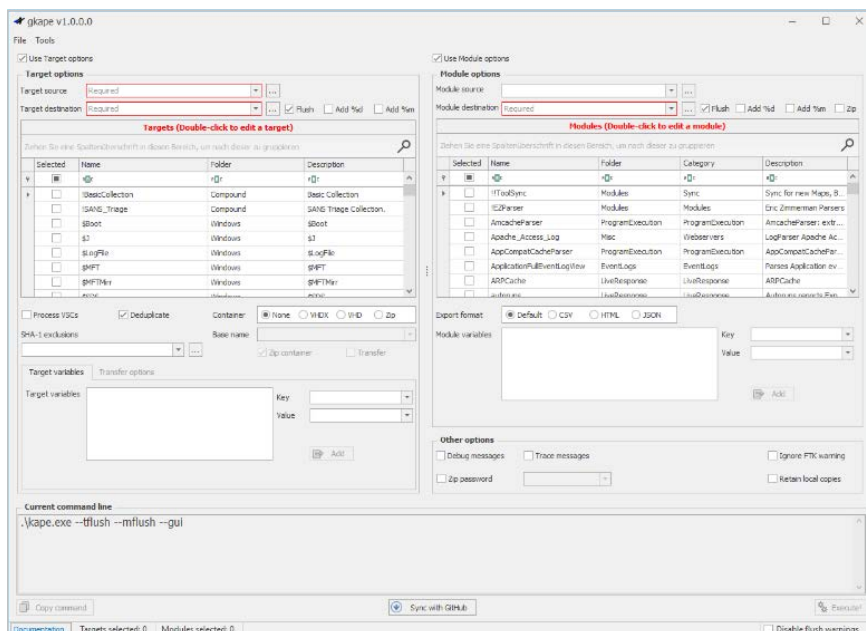 gkape v1.0.0.0
File Tools
Use Target options
Target options
Target source Required ...
Target destination Required ... Flush Add %d Add %m
Targets (Double-click to edit a target)
Ziehen Sie eine Spaltenüberschrift in diesen Bereich, um nach dieser zu gruppieren
Selected Name Folder Description
!BasicCollection Compound Basic Collection
!SANS_Triage Compound SANS Triage Collection.
$Boot Windows $Boot
$J Windows $J
$LogFile Windows $LogFile
$MFT Windows $MFT
$MFTMirr Windows $MFTMirr
$SDS Windows $SDS
Process VSCs Deduplicate Container None VHDX VHD Zip
SHA-1 exclusions Base name
... Zip container Transfer
Target variables Transfer options
Target variables Key
Value
Add
Use Module options
Module options
Module source ...
Module destination Required ... Flush Add %d Add %m Zip
Modules (Double-click to edit a module)
Ziehen Sie eine Spaltenüberschrift in diesen Bereich, um nach dieser zu gruppieren
Selected Name Folder Category Description
!!ToolSync Modules Sync Sync for new Maps, B...
!EZParser Modules Modules Eric Zimmerman Parsers
AmcacheParser ProgramExecution ProgramExecution AmcacheParser: extr...
Apache_Access_Log Misc Webservers LogParser Apache Ac...
AppCompatCacheParser ProgramExecution ProgramExecution AppCompatCachePar...
ApplicationFullEventLogView EventLogs EventLogs Parses Application ev...
ARPCache LiveResponse LiveResponse ARPCache
autoruns LiveResponse LiveResponse
Export format Default CSV HTML JSON
Module variables Key
Value
Add
Other options
Debug messages Trace messages Ignore FTK warning
Zip password Retain local copies
Current command line
.\kape.exe --tflush --mflush --gui
Copy command Sync with GitHub Execute!
Documentation Targets selected: 0 Modules selected: 0 Disable flush warnings